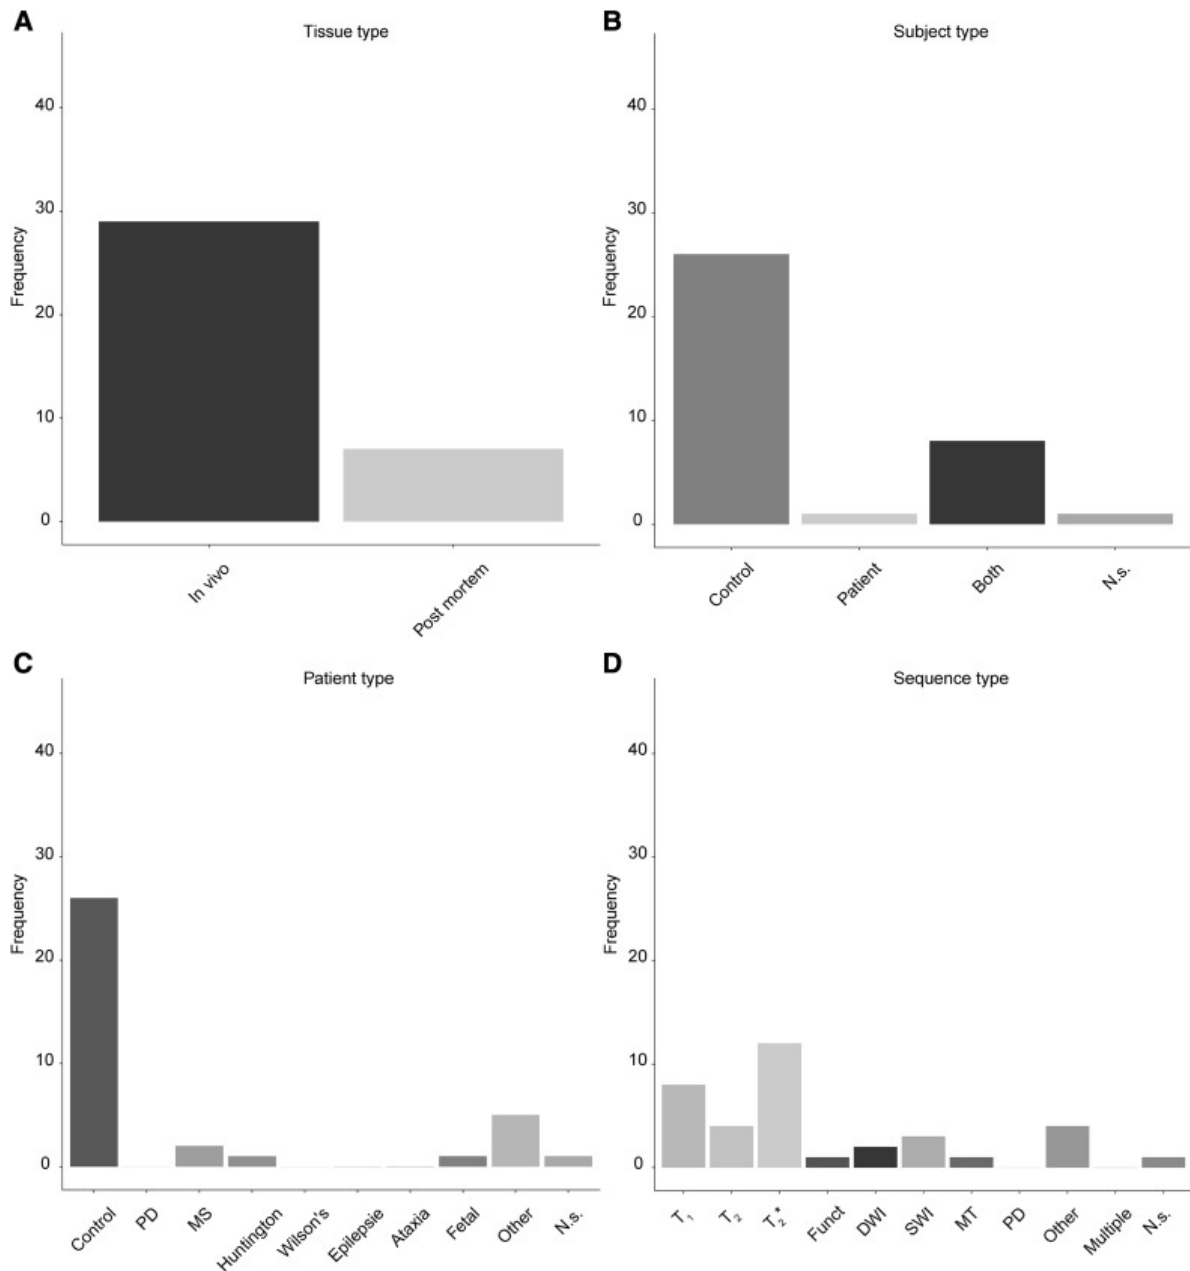 A
Tissue type
Frequency
40
30
20
10
0
In vivo
Post mortem
B
Subject type
Frequency
40
30
20
10
0
Control
Patient
Both
N.s.
C
Patient type
Frequency
40
30
20
10
0
Control
PD
MS
Huntington
Wilson's
Epilepsie
Ataxia
Fetal
Other
N.s.
D
Sequence type
Frequency
40
30
20
10
0
T₁
T₂
T₂*
Funct
DWI
SWI
MT
PD
Other
Multiple
N.s.